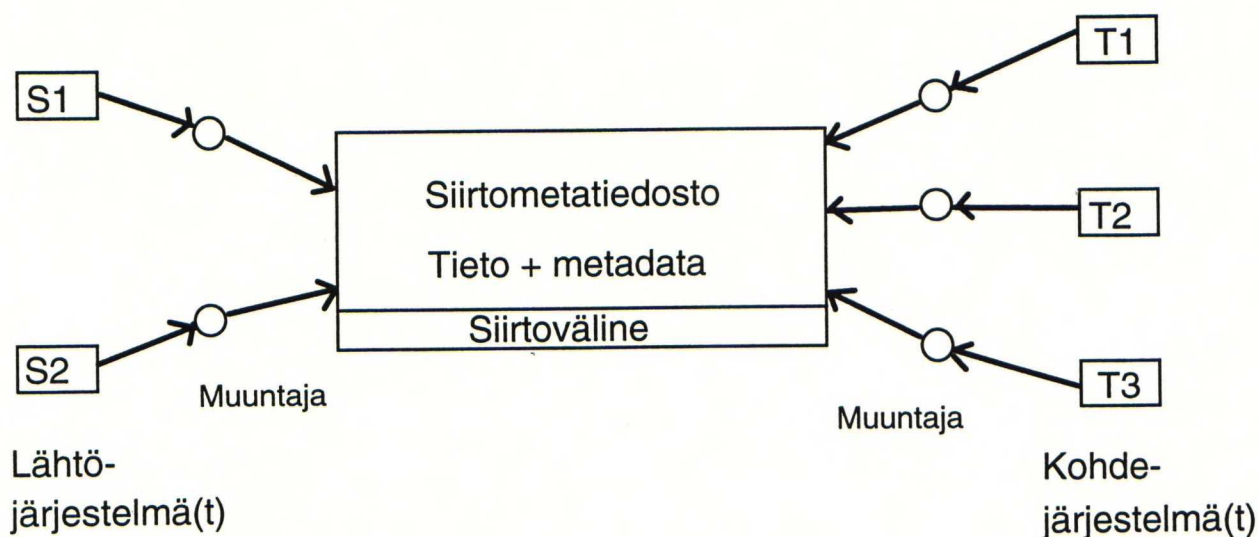 T1
S1
Siirtometatiedosto
T2
Tieto + metadata
Siirtoväline
S2
T3
Muuntaja
Muuntaja
Lähtö-
järjestelmä(t)
Kohde-
järjestelmä(t)